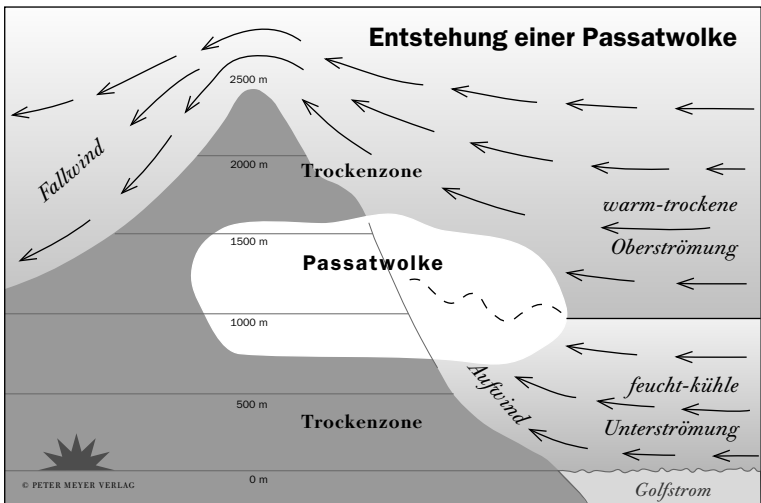 Entstehung einer Passatwolke
2500 m
Fallwind
2000 m
Trockenzone
warm-trockene
Oberströmung
1500 m
Passatwolke
1000 m
Aufwind
feucht-kühle
Unterströmung
500 m
Trockenzone
0 m
© PETER MEYER VERLAG
Golfstrom